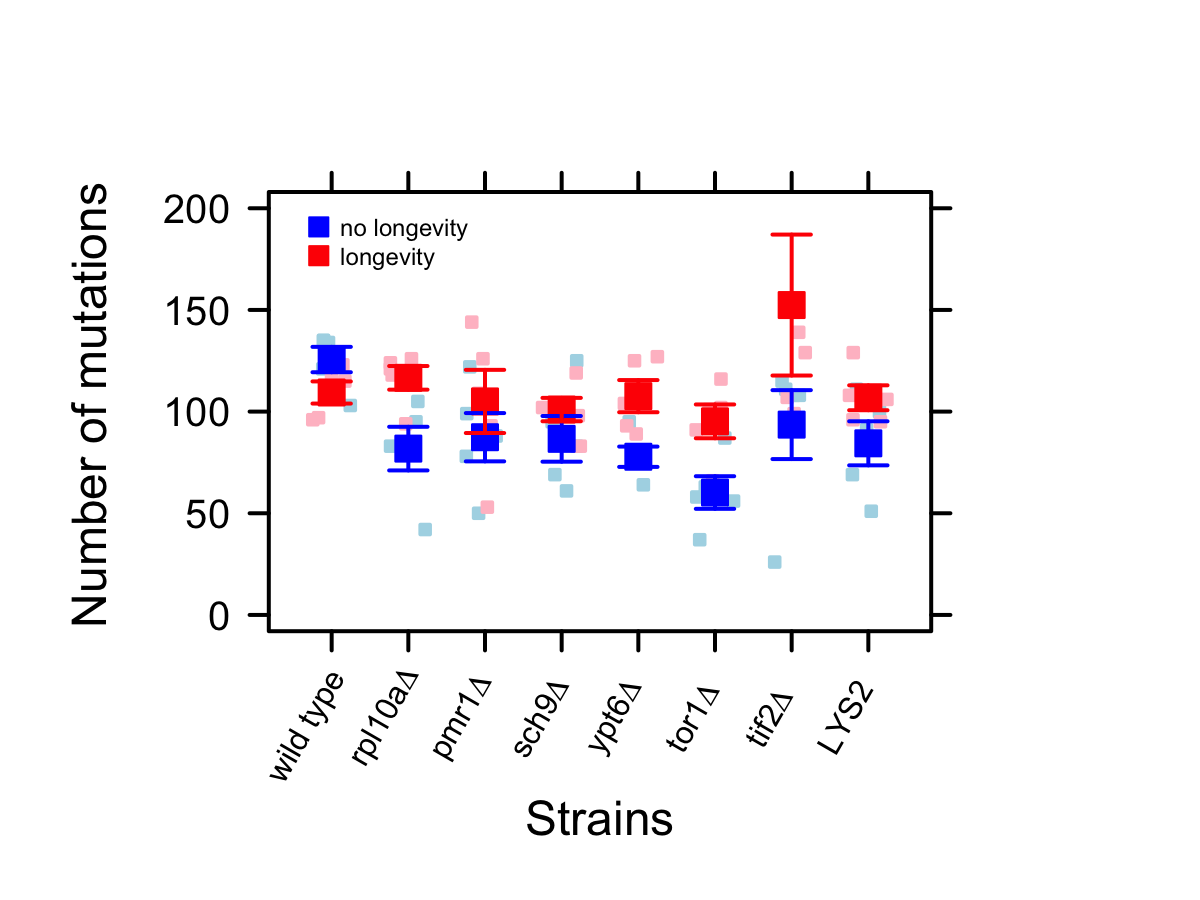 Number of mutations
200
150
100
50
0
no longevity
longevity
wild type
rpl10aΔ
pmr1Δ
sch9Δ
ypt6Δ
tor1Δ
tif2Δ
LYS2
Strains